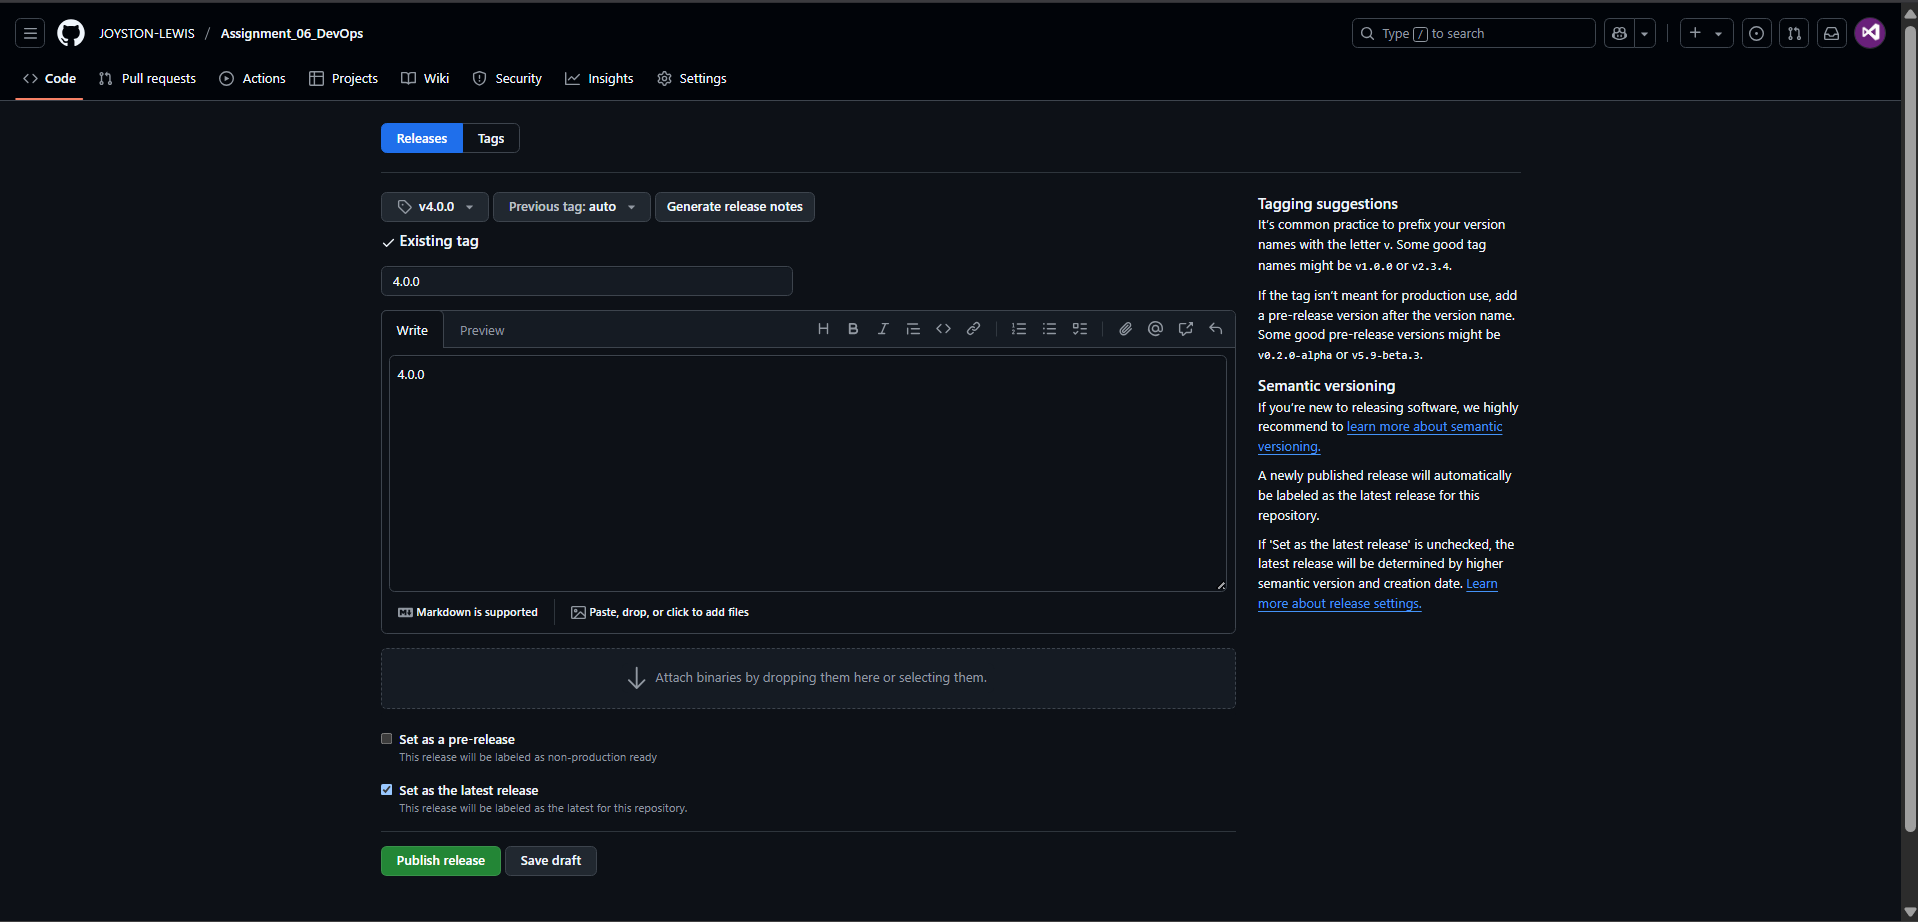 JOYSTON-LEWIS / Assignment_06_DevOps
Type / to search
Code Pull requests Actions Projects Wiki Security Insights Settings
Releases Tags
v4.0.0 Previous tag: auto Generate release notes
Existing tag
4.0.0
Write Preview
4.0.0
Markdown is supported Paste, drop, or click to add files
Attach binaries by dropping them here or selecting them.
Set as a pre-release
This release will be labeled as non-production ready
Set as the latest release
This release will be labeled as the latest for this repository.
Publish release Save draft
Tagging suggestions
It's common practice to prefix your version
names with the letter v. Some good tag
names might be v1.0.0 or v2.3.4.
If the tag isn't meant for production use, add
a pre-release version after the version name.
Some good pre-release versions might be
v0.2.0-alpha or v5.9-beta.3.
Semantic versioning
If you're new to releasing software, we highly
recommend to learn more about semantic
versioning.
A newly published release will automatically
be labeled as the latest release for this
repository.
If 'Set as the latest release' is unchecked, the
latest release will be determined by higher
semantic version and creation date. Learn
more about release settings.